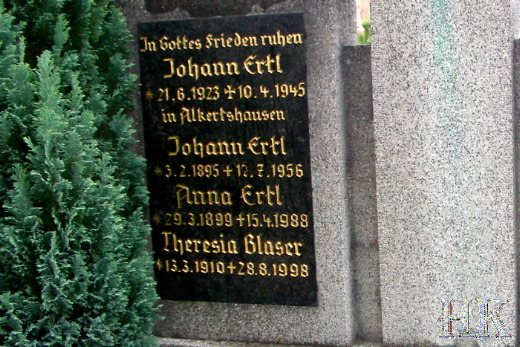 In Gottes Frieden ruhen
Johann Ertl
*21.6.1923 +10.4.1945
in Alkertshausen
Johann Ertl
*3.2.1895 + 7.1956
Anna Ertl
*29.3.1899 +15.4.1988
Theresia Blaser
*13.3.1910 +28.8.1998
HFK